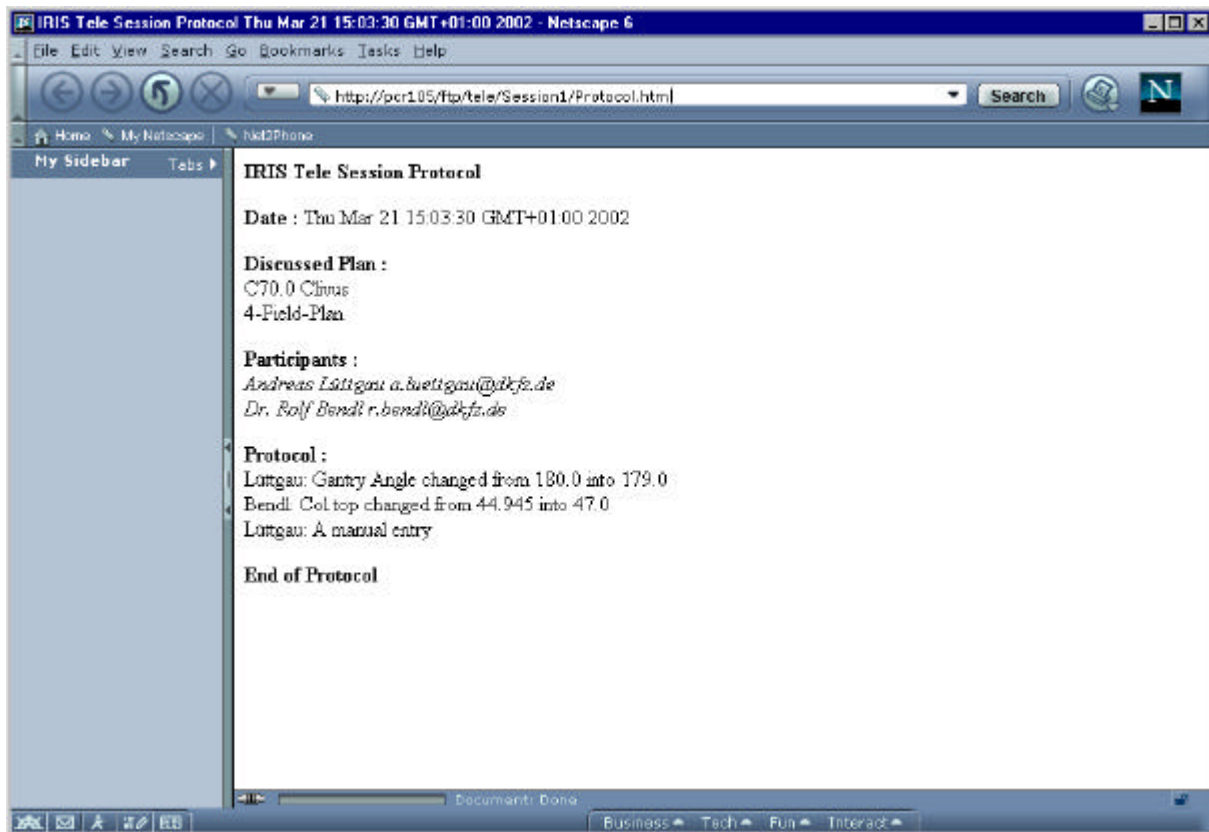 IRIS Tele Session Protocol Thu Mar 21 15:03:30 GMT+01:00 2002 - Netscape 6
File Edit View Search Go Bookmarks Tasks Help
http://pcr105/ftp/tele/Session1/Protocol.html
Search
N
Home My Netscape Net2Phone
My Sidebar Tabs
IRIS Tele Session Protocol
Date : Thu Mar 21 15:03:30 GMT+01:00 2002
Discussed Plan :
C70.0 Clivus
4-Field-Plan
Participants :
Andreas Lüttgau a.luettgau@dkfz.de
Dr. Rolf Bendl r.bendl@dkfz.de
Protocol :
Lüttgau: Gantry Angle changed from 180.0 into 179.0
Bendl: Col.top changed from 44.945 into 47.0
Lüttgau: A manual entry
End of Protocol
Document: Done
Business Tech Fun Interact